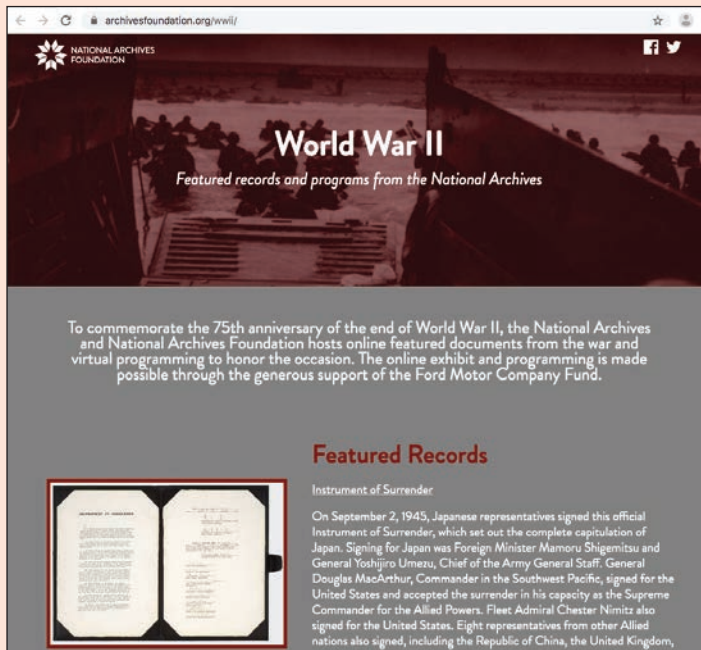 archivesfoundation.org/wwii/
NATIONAL ARCHIVES
FOUNDATION
World War II
Featured records and programs from the National Archives
To commemorate the 75th anniversary of the end of World War II, the National Archives
and National Archives Foundation hosts online featured documents from the war and
virtual programming to honor the occasion. The online exhibit and programming is made
possible through the generous support of the Ford Motor Company Fund.
Featured Records
Instrument of Surrender
On September 2, 1945, Japanese representatives signed this official
Instrument of Surrender, which set out the complete capitulation of
Japan. Signing for Japan was Foreign Minister Mamoru Shigemitsu and
General Yoshijiro Umezu, Chief of the Army General Staff. General
Douglas MacArthur, Commander in the Southwest Pacific, signed for the
United States and accepted the surrender in his capacity as the Supreme
Commander for the Allied Powers. Fleet Admiral Chester Nimitz also
signed for the United States. Eight representatives from other Allied
nations also signed, including the Republic of China, the United Kingdom,